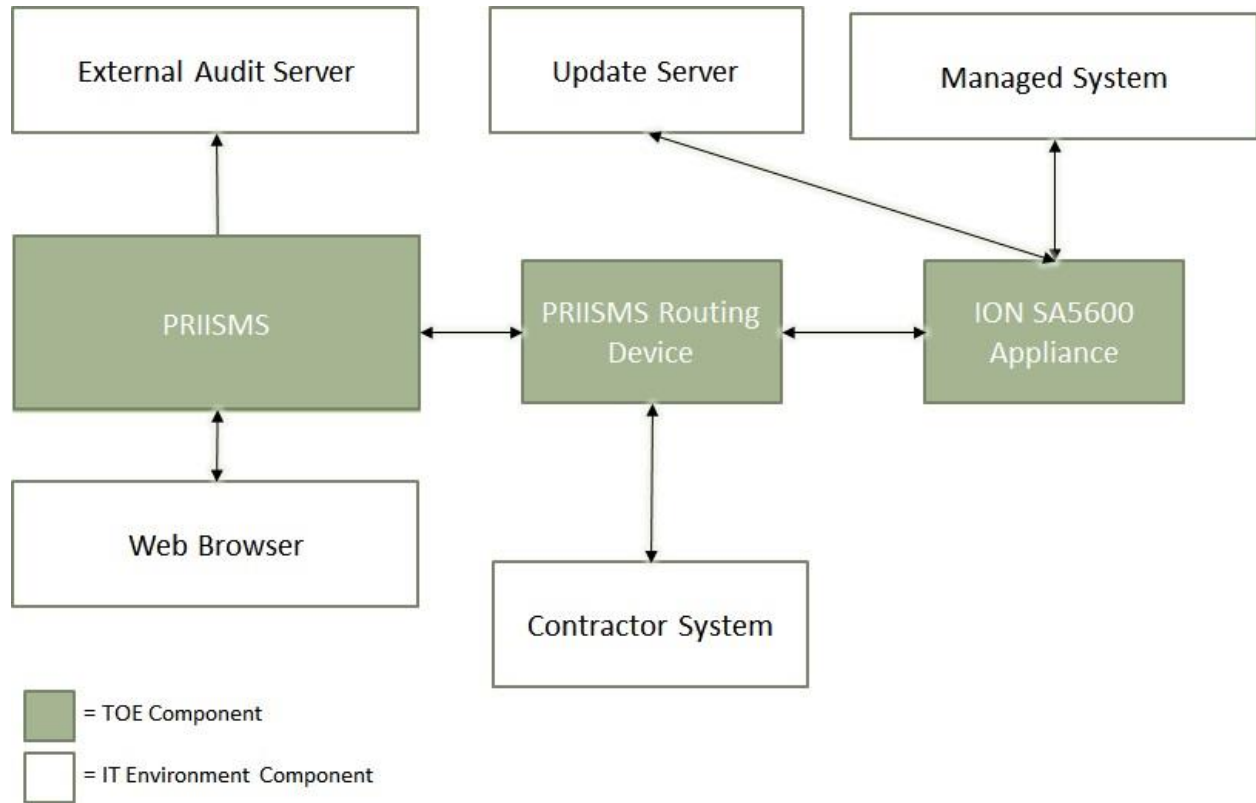 External Audit Server
Update Server
Managed System
PRIISMS
PRIISMS Routing
Device
ION SA5600
Appliance
Web Browser
Contractor System
= TOE Component
= IT Environment Component